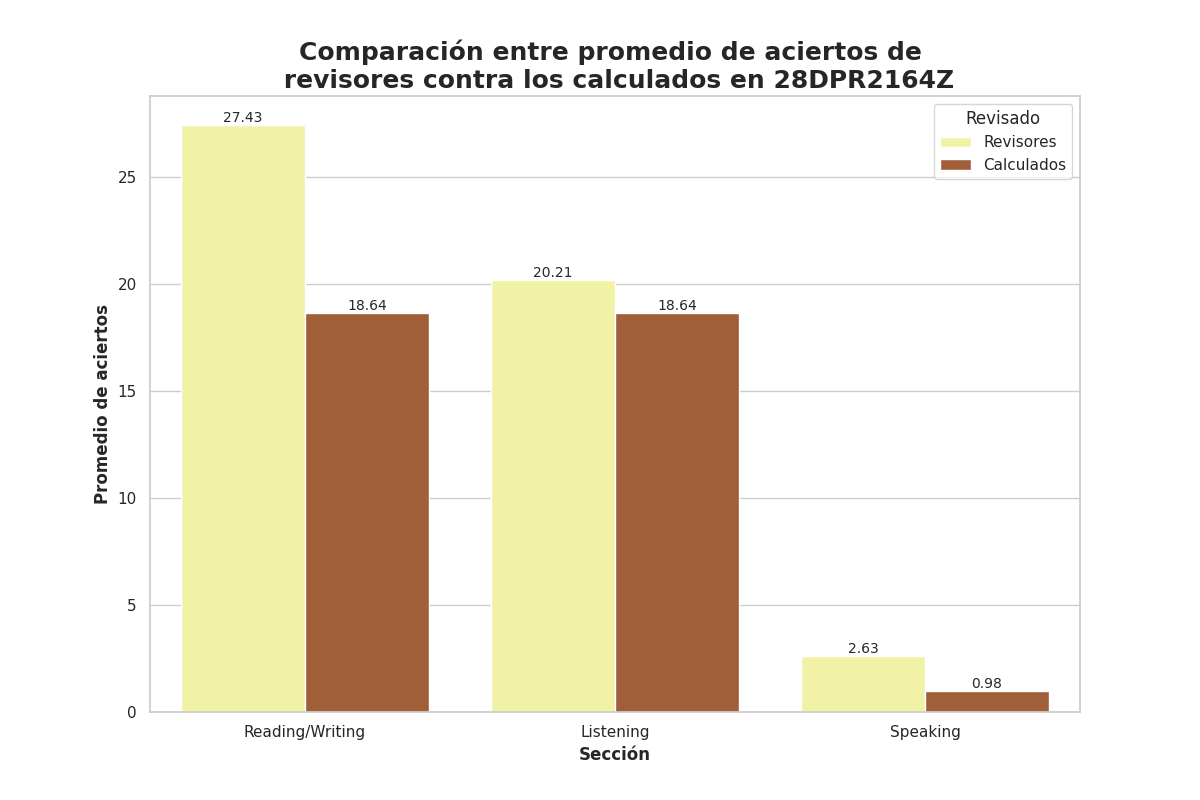 Comparación entre promedio de aciertos de
revisores contra los calculados en 28DPR2164Z
Revisado
Revisores
Calculados
Promedio de aciertos
25
20
15
10
5
0
27.43
18.64
20.21
18.64
2.63
0.98
Reading/Writing
Listening
Speaking
Sección